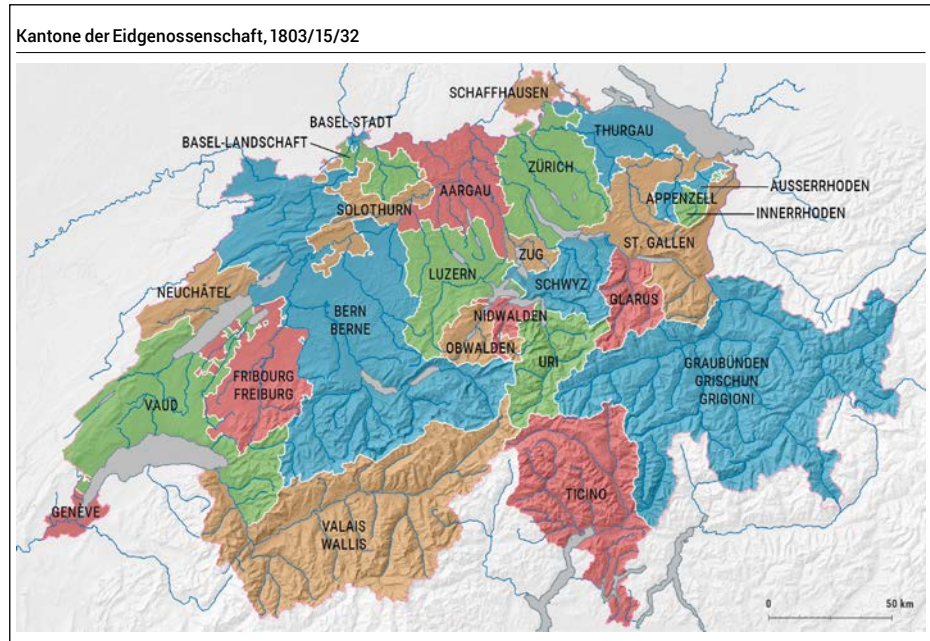 Kantone der Eidgenossenschaft, 1803/15/32
SCHAFFHAUSEN
BASEL-STADT
BASEL-LANDSCHAFT
THURGAU
ZÜRICH
AARGAU
AUSSERRHODEN
APPENZELL
INNERRHODEN
SOLOTHURN
ST. GALLEN
ZUG
LUZERN
SCHWYZ
NEUCHÂTEL
GLARUS
NIDWALDEN
BERN
BERNE
OBWALDEN
URI
GRAUBÜNDEN
GRISCHUN
GRIGIONI
FRIBOURG
FREIBURG
VAUD
TICINO
GENÈVE
VALAIS
WALLIS
0 50 km